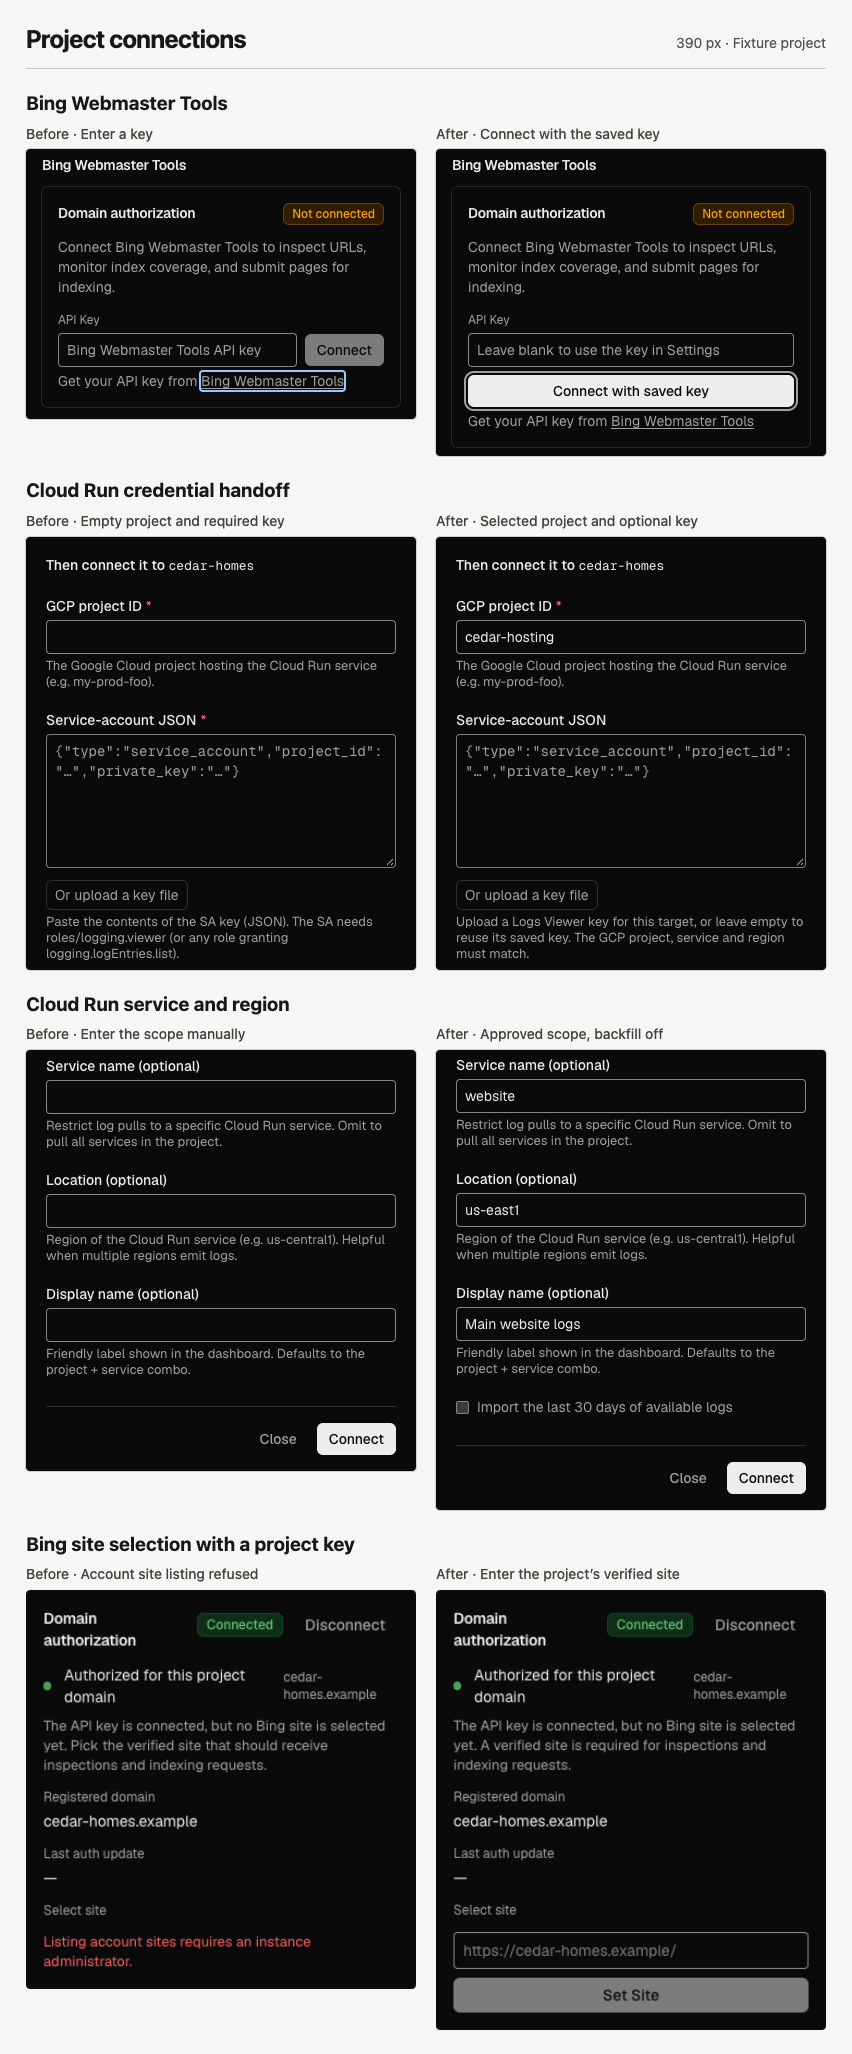 Project connections
390 px · Fixture project
Bing Webmaster Tools
Before · Enter a key
Bing Webmaster Tools
Domain authorization
Not connected
Connect Bing Webmaster Tools to inspect URLs,
monitor index coverage, and submit pages for
indexing.
API Key
Bing Webmaster Tools API key
Connect
Get your API key from Bing Webmaster Tools
After · Connect with the saved key
Bing Webmaster Tools
Domain authorization
Not connected
Connect Bing Webmaster Tools to inspect URLs,
monitor index coverage, and submit pages for
indexing.
API Key
Leave blank to use the key in Settings
Connect with saved key
Get your API key from Bing Webmaster Tools
Cloud Run credential handoff
Before · Empty project and required key
Then connect it to cedar-homes
GCP project ID *
The Google Cloud project hosting the Cloud Run service
(e.g. my-prod-foo).
Service-account JSON *
{"type":"service_account","project_id":
"…","private_key":"…"}
Or upload a key file
Paste the contents of the SA key (JSON). The SA needs
roles/logging.viewer (or any role granting
logging.logEntries.list).
After · Selected project and optional key
Then connect it to cedar-homes
GCP project ID *
cedar-hosting
The Google Cloud project hosting the Cloud Run service
(e.g. my-prod-foo).
Service-account JSON
{"type":"service_account","project_id":
"…","private_key":"…"}
Or upload a key file
Upload a Logs Viewer key for this target, or leave empty to
reuse its saved key. The GCP project, service and region
must match.
Cloud Run service and region
Before · Enter the scope manually
Service name (optional)
Restrict log pulls to a specific Cloud Run service. Omit to
pull all services in the project.
Location (optional)
Region of the Cloud Run service (e.g. us-central1). Helpful
when multiple regions emit logs.
Display name (optional)
Friendly label shown in the dashboard. Defaults to the
project + service combo.
Close
Connect
After · Approved scope, backfill off
Service name (optional)
website
Restrict log pulls to a specific Cloud Run service. Omit to
pull all services in the project.
Location (optional)
us-east1
Region of the Cloud Run service (e.g. us-central1). Helpful
when multiple regions emit logs.
Display name (optional)
Main website logs
Friendly label shown in the dashboard. Defaults to the
project + service combo.
Import the last 30 days of available logs
Close
Connect
Bing site selection with a project key
Before · Account site listing refused
Domain
authorization
Connected
Disconnect
Authorized for this project
domain
cedar-
homes.example
The API key is connected, but no Bing site is selected
yet. Pick the verified site that should receive
inspections and indexing requests.
Registered domain
cedar-homes.example
Last auth update
—
Select site
Listing account sites requires an instance
administrator.
After · Enter the project’s verified site
Domain
authorization
Connected
Disconnect
Authorized for this project
domain
cedar-
homes.example
The API key is connected, but no Bing site is selected
yet. A verified site is required for inspections and
indexing requests.
Registered domain
cedar-homes.example
Last auth update
—
Select site
https://cedar-homes.example/
Set Site